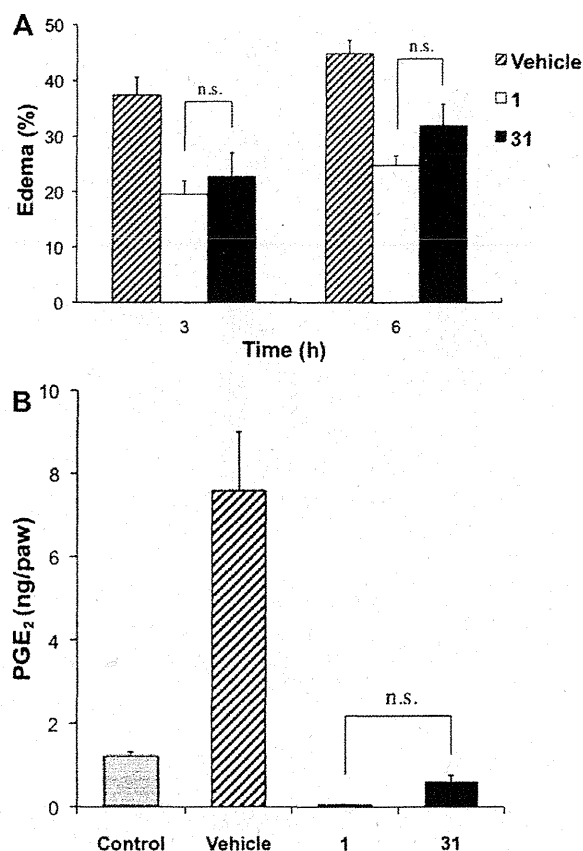 A
Edema (%)
50
40
30
20
10
0
n.s.
n.s.
Vehicle
1
31
3
6
Time (h)
B
PGE₂ (ng/paw)
10
8
6
4
2
0
n.s.
Control Vehicle 1 31